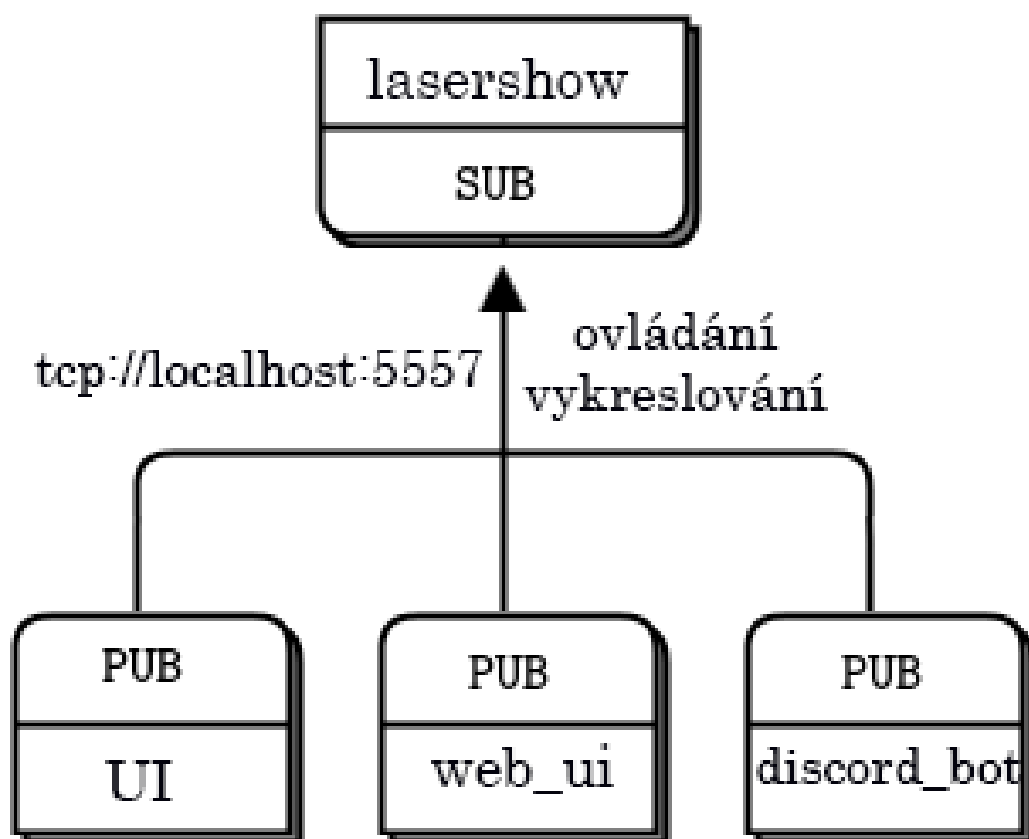 lasershow
SUB
tcp://localhost:5557
ovládání
vykreslování
PUB
UI
PUB
web_ui
PUB
discord_bot